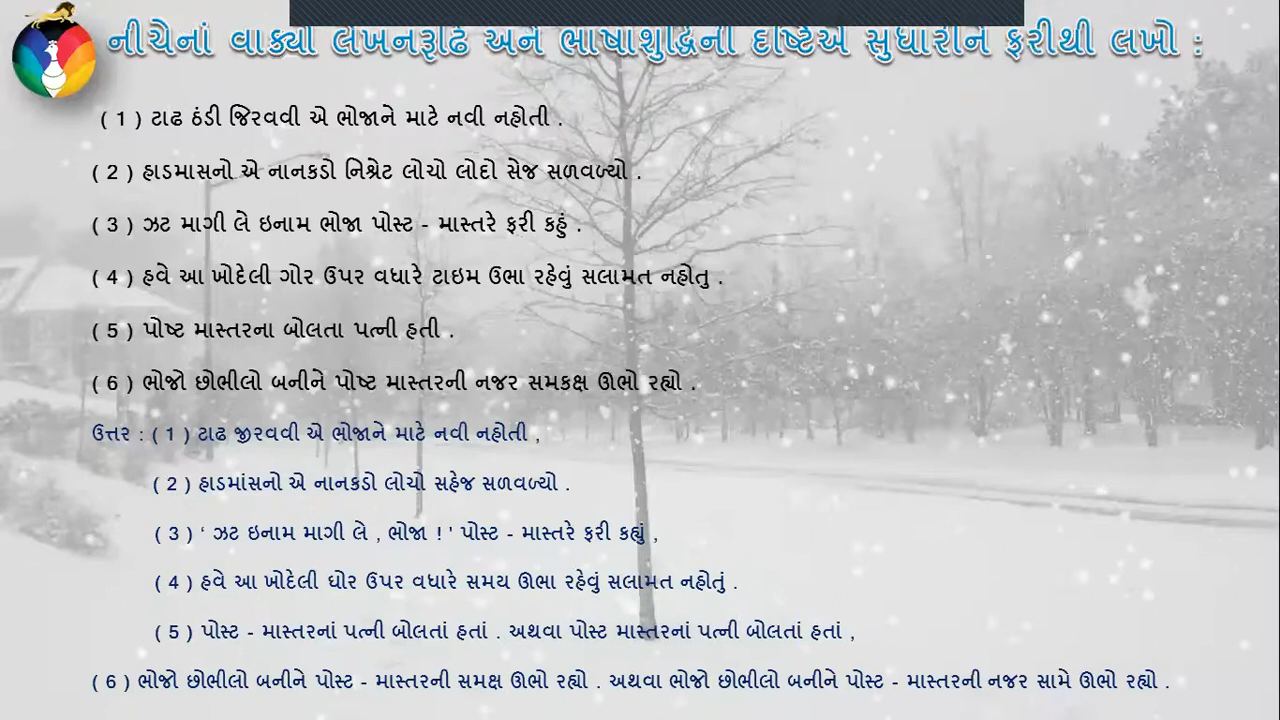 નીચેનાં વાક્યો લેખનરૂઢિ અને ભાષાશુદ્ધિની દૃષ્ટિએ સુધારીને ફરીથી લખો :
( 1 ) ટાઢ ઠંડી જિરવવી એ ભોજાને માટે નવી નહોતી .
( 2 ) હાડમાસનો એ નાનકડો નિશ્રેટ લોચો લોદો સેજ સળવળ્યો .
( 3 ) ઝટ માગી લે ઇનામ ભોજા પોસ્ટ - માસ્તરે ફરી કહું .
( 4 ) હવે આ ખોદેલી ગોર ઉપર વધારે ટાઇમ ઉભા રહેવું સલામત નહોતુ .
( 5 ) પોષ્ટ માસ્તરના બોલતા પત્ની હતી .
( 6 ) ભોજો છોભીલો બનીને પોષ્ટ માસ્તરની નજર સમકક્ષ ઊભો રહ્યો .
ઉત્તર : ( 1 ) ટાઢ જીરવવી એ ભોજાને માટે નવી નહોતી ,
( 2 ) હાડમાંસનો એ નાનકડો લોચો સહેજ સળવળ્યો .
( 3 ) ‘ ઝટ ઇનામ માગી લે , ભોજા ! ' પોસ્ટ - માસ્તરે ફરી કહ્યું ,
( 4 ) હવે આ ખોદેલી ઘોર ઉપર વધારે સમય ઊભા રહેવું સલામત નહોતું .
( 5 ) પોસ્ટ - માસ્તરનાં પત્ની બોલતાં હતાં . અથવા પોસ્ટ માસ્તરનાં પત્ની બોલતાં હતાં ,
( 6 ) ભોજો છોભીલો બનીને પોસ્ટ - માસ્તરની સમક્ષ ઊભો રહ્યો . અથવા ભોજો છોભીલો બનીને પોસ્ટ - માસ્તરની નજર સામે ઊભો રહ્યો .